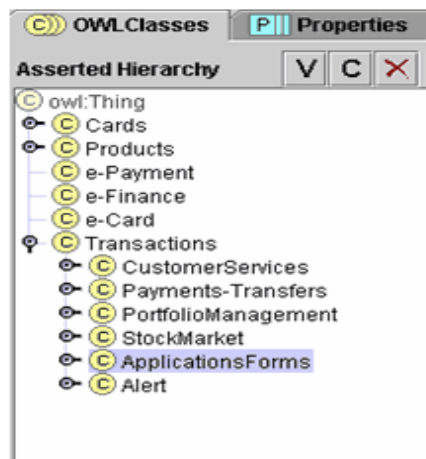 C OWLClasses P Properties
Asserted Hierarchy V C
C owl:Thing
C Cards
C Products
C e-Payment
C e-Finance
C e-Card
C Transactions
C CustomerServices
C Payments-Transfers
C PortfolioManagement
C StockMarket
C ApplicationsForms
C Alert